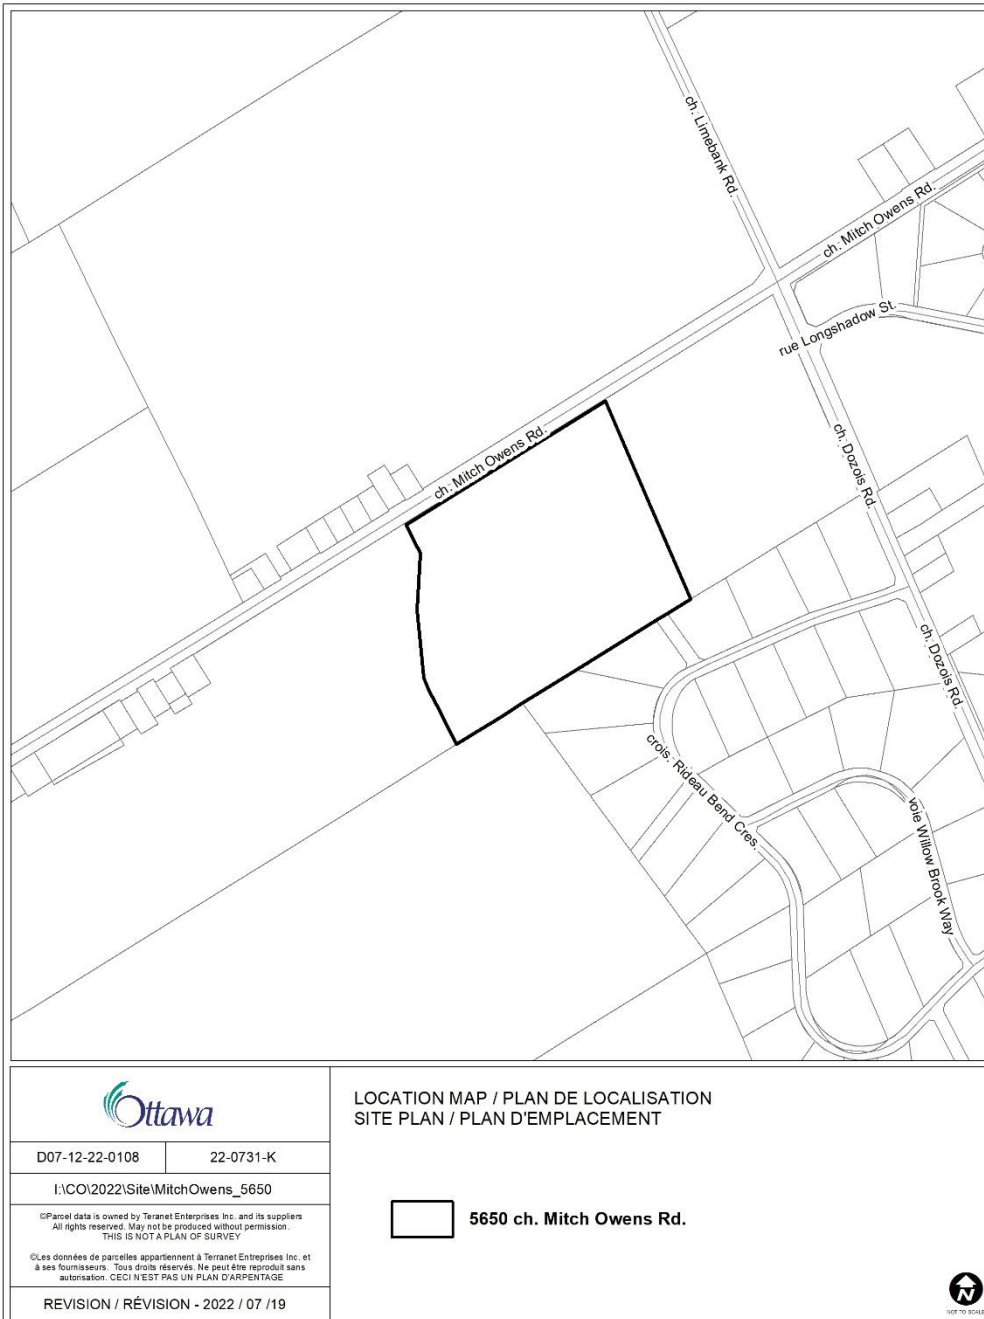 ch. Limebank Rd.
ch. Mitch Owens Rd.
rue Longshadow St.
ch. Mitch Owens Rd.
ch. Dozois Rd.
ch. Dozois Rd.
crois. Rideau Bend Cres.
voie Willow Brook Way
Ottawa
D07-12-22-0108
22-0731-K
I:\CO\2022\Site\MitchOwens_5650
©Parcel data is owned by Teranet Enterprises Inc. and its suppliers
All rights reserved. May not be produced without permission.
THIS IS NOT A PLAN OF SURVEY
©Les données de parcelles appartiennent à Terranet Entreprises Inc. et
à ses fournisseurs. Tous droits réservés. Ne peut être reproduit sans
autorisation. CECI N'EST PAS UN PLAN D'ARPENTAGE
REVISION / RÉVISION - 2022 / 07 /19
LOCATION MAP / PLAN DE LOCALISATION
SITE PLAN / PLAN D'EMPLACEMENT
5650 ch. Mitch Owens Rd.
N
NOT TO SCALE